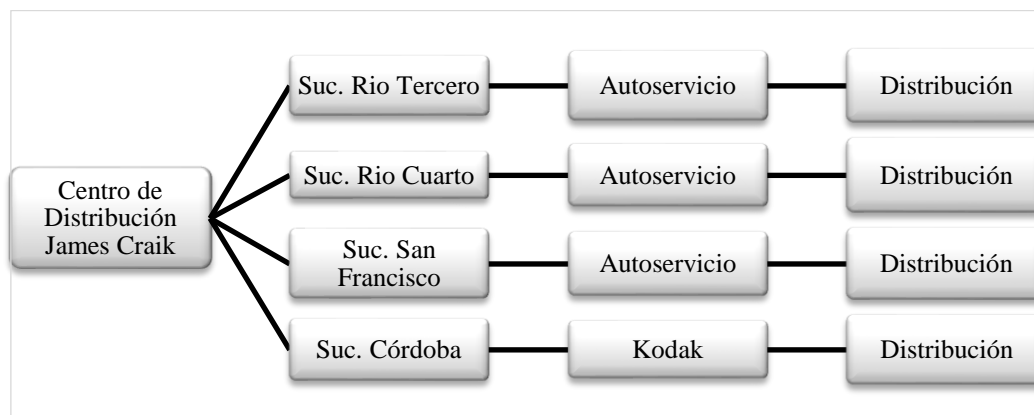 Centro de
Distribución
James Craik
Suc. Rio Tercero
Autoservicio
Distribución
Suc. Rio Cuarto
Autoservicio
Distribución
Suc. San
Francisco
Autoservicio
Distribución
Suc. Córdoba
Kodak
Distribución